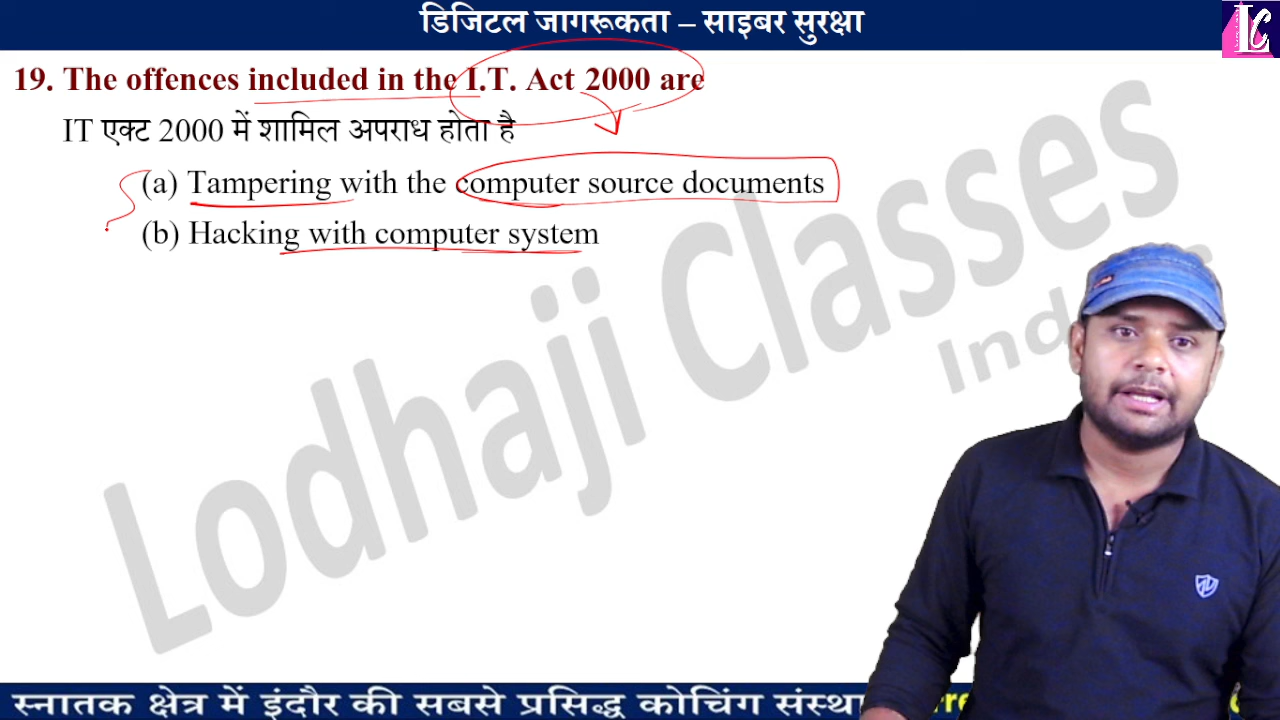 डिजिटल जागरूकता – साइबर सुरक्षा
LC
19. The offences included in the I.T. Act 2000 are
IT एक्ट 2000 में शामिल अपराध होता है
(a) Tampering with the computer source documents
(b) Hacking with computer system
Lodhaji Classes
स्नातक क्षेत्र में इंदौर की सबसे प्रसिद्ध कोचिंग संस्था